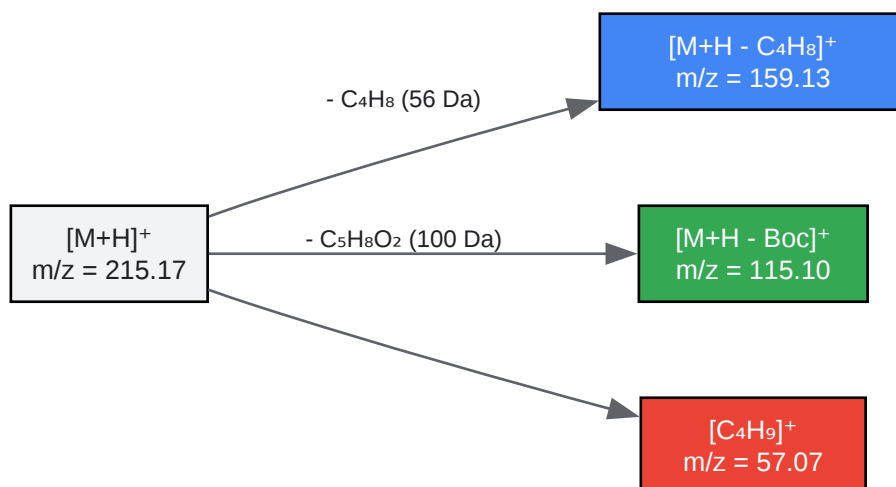 [M+H - C₄H₈]⁺
m/z = 159.13
- C₄H₈ (56 Da)
[M+H]⁺
m/z = 215.17
- C₅H₈O₂ (100 Da)
[M+H - Boc]⁺
m/z = 115.10
[C₄H₉]⁺
m/z = 57.07